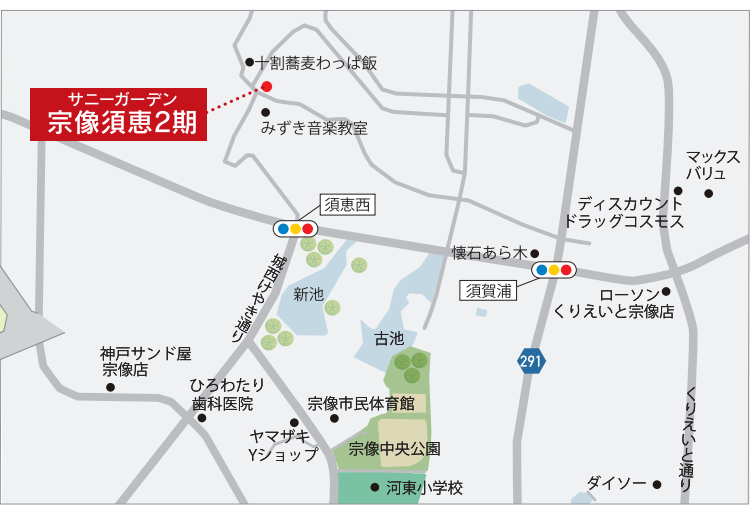 十割蕎麦わっぱ飯
サニーガーデン
宗像須恵2期
みずき音楽教室
マックス
バリュ
ディスカウント
ドラッグコスモス
須恵西
懐石あら木
須賀浦
城西けやき通り
新池
ローソン
くりえいと宗像店
古池
神戸サンド屋
宗像店
291
ひろわたり
歯科医院
宗像市民体育館
くりえいと通り
ヤマザキ
Yショップ
宗像中央公園
河東小学校
ダイソー